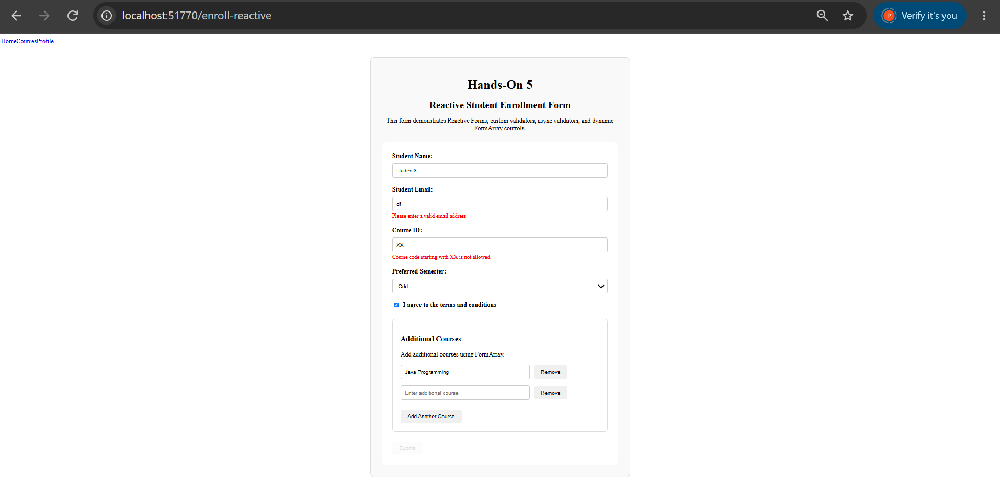 localhost:51770/enroll-reactive
Verify it's you
P
HomeCoursesProfile
Hands-On 5
Reactive Student Enrollment Form
This form demonstrates Reactive Forms, custom validators, async validators, and dynamic
FormArray controls.
Student Name:
student3
Student Email:
df
Please enter a valid email address
Course ID:
XX
Course code starting with XX is not allowed.
Preferred Semester:
Odd
I agree to the terms and conditions
Additional Courses
Add additional courses using FormArray.
Java Programming
Remove
Enter additional course
Remove
Add Another Course
Submit